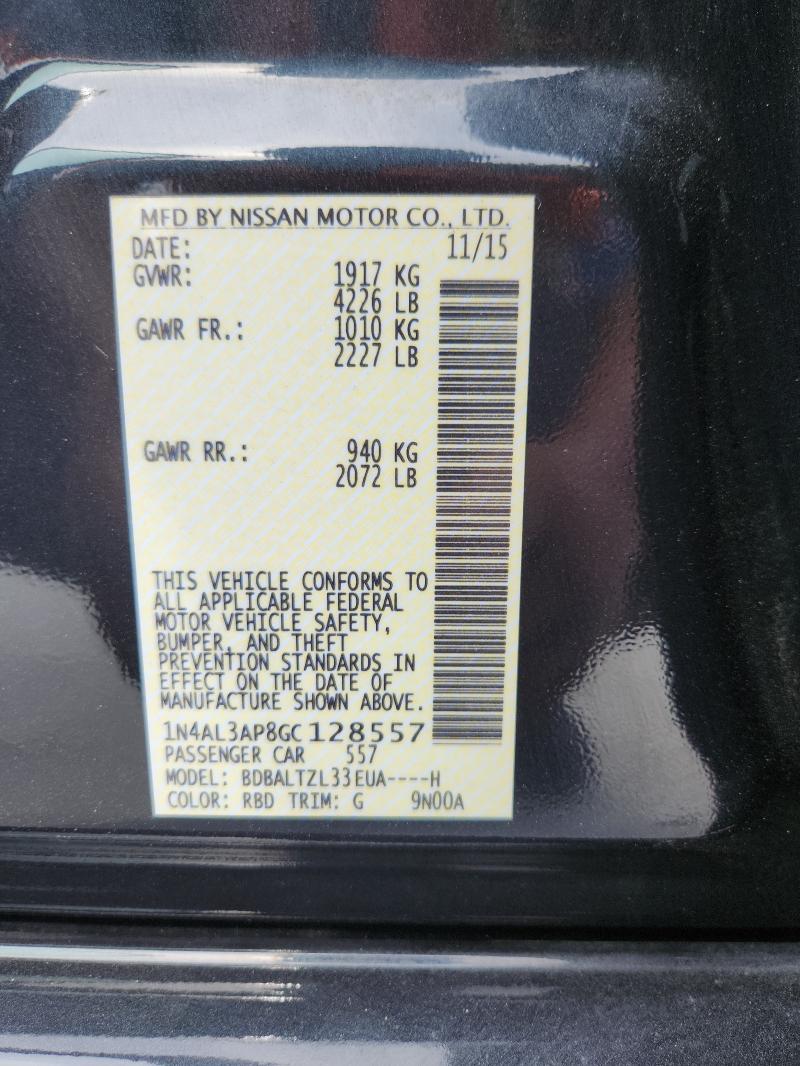 MFD BY NISSAN MOTOR CO., LTD.
DATE: 11/15
GVWR: 1917 KG
4226 LB
GAWR FR.: 1010 KG
2227 LB
GAWR RR.: 940 KG
2072 LB
THIS VEHICLE CONFORMS TO
ALL APPLICABLE FEDERAL
MOTOR VEHICLE SAFETY,
BUMPER, AND THEFT
PREVENTION STANDARDS IN
EFFECT ON THE DATE OF
MANUFACTURE SHOWN ABOVE.
1N4AL3AP8GC128557
PASSENGER CAR 557
MODEL: BDBALTZL33EUA----H
COLOR: RBD TRIM: G 9N00A